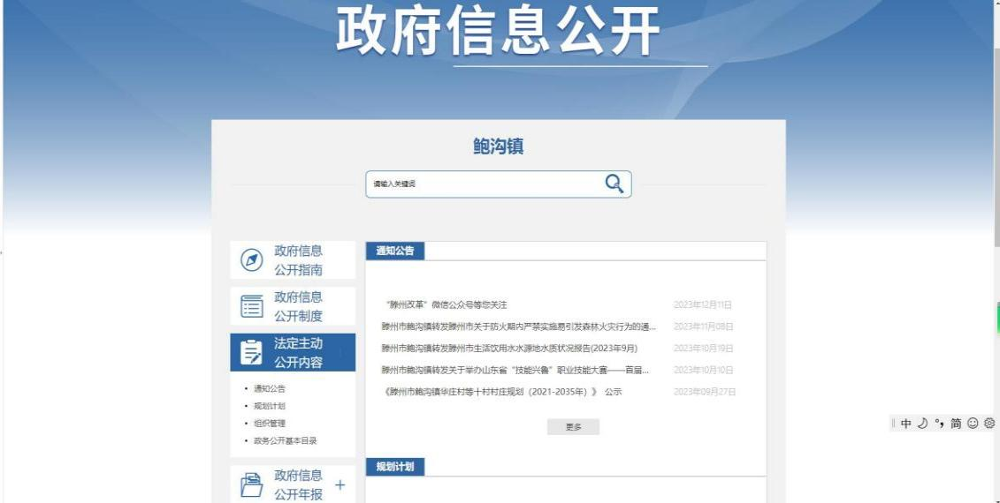 政府信息公开
鲍沟镇
请输入关键词
政府信息
公开指南
政府信息
公开制度
法定主动
公开内容
• 通知公告
• 规划计划
• 组织管理
• 政务公开基本目录
政府信息
公开年报
+
通知公告
“滕州改革”微信公众号等您关注 2023年12月11日
滕州市鲍沟镇转发滕州市关于防火期内严禁实施易引发森林火灾行为的通... 2023年11月08日
滕州市鲍沟镇转发滕州市生活饮用水水源地水质状况报告(2023年9月) 2023年10月19日
滕州市鲍沟镇转发关于举办山东省“技能兴鲁”职业技能大赛——首届... 2023年10月10日
《滕州市鲍沟镇华庄村等十村村庄规划（2021-2035年）》 公示 2023年09月27日
更多
规划计划
中 简